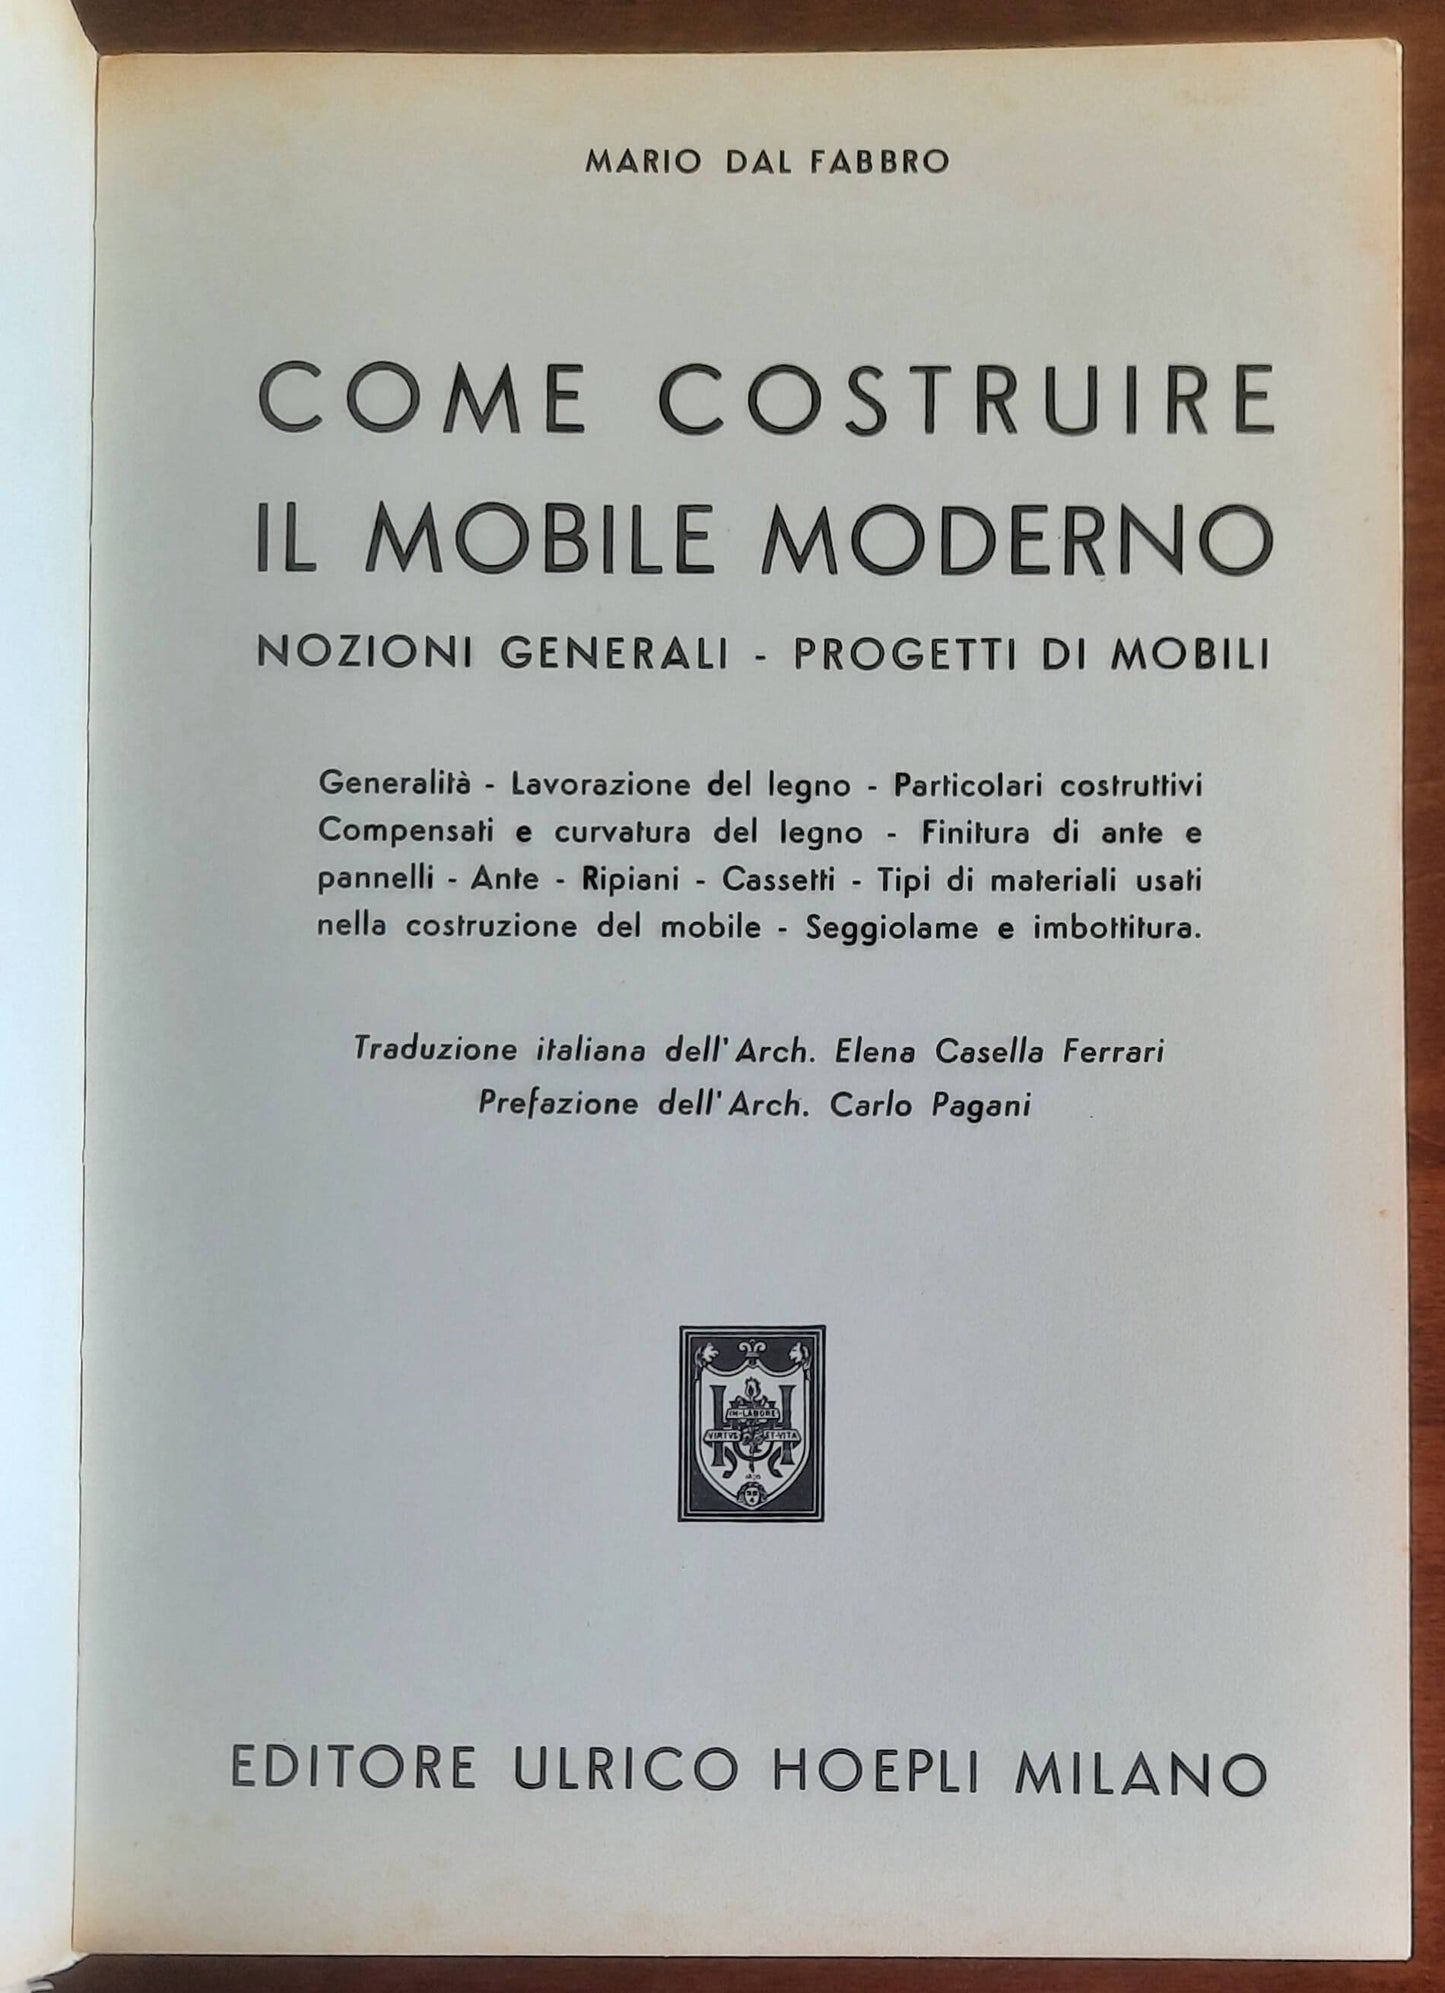 MARIO DAL FABBRO
COME COSTRUIRE
IL MOBILE MODERNO
NOZIONI GENERALI - PROGETTI DI MOBILI
Generalità - Lavorazione del legno - Particolari costruttivi
Compensati e curvatura del legno - Finitura di ante e
pannelli - Ante - Ripiani - Cassetti - Tipi di materiali usati
nella costruzione del mobile - Seggiolame e imbottitura.
Traduzione italiana dell'Arch. Elena Casella Ferrari
Prefazione dell'Arch. Carlo Pagani
IN-LABORE
VIRTVS ET-VITA
EDITORE ULRICO HOEPLI MILANO